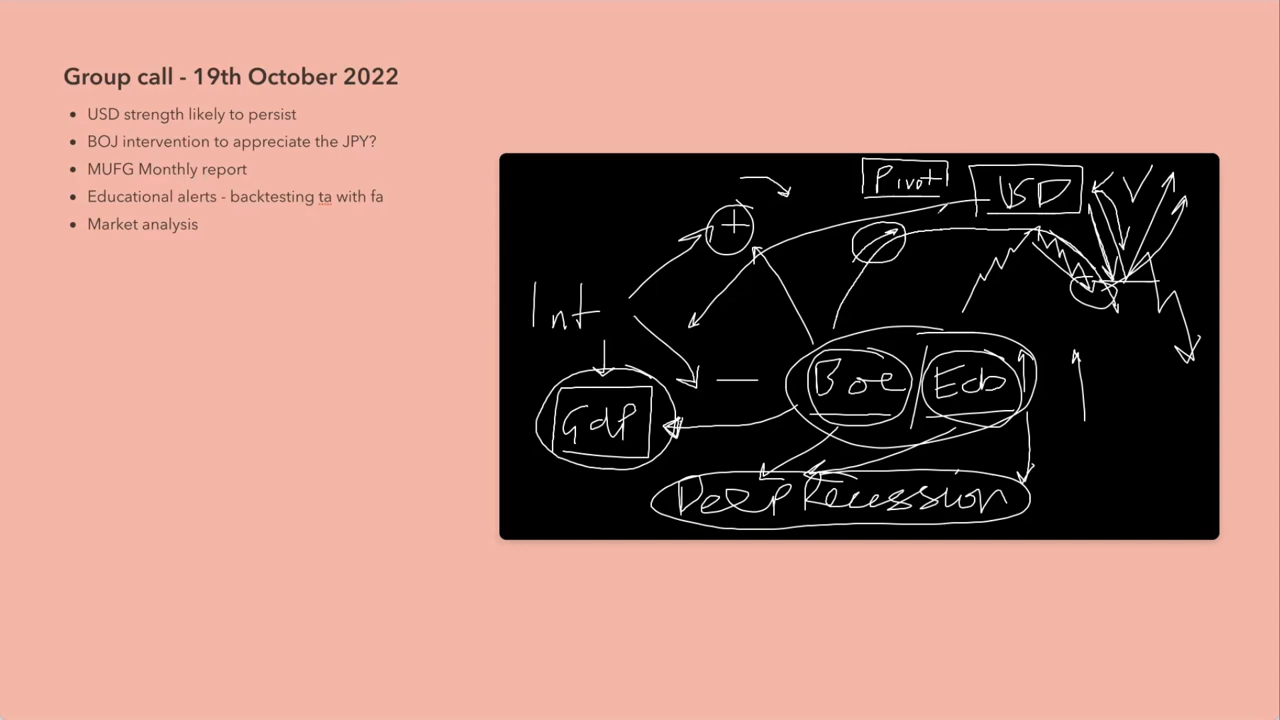 Group call - 19th October 2022
USD strength likely to persist
BOJ intervention to appreciate the JPY?
MUFG Monthly report
Educational alerts - backtesting ta with fa
Market analysis
Pivot
USD
+
Int
—
Boe / Ecb
GdP
Deep Recession